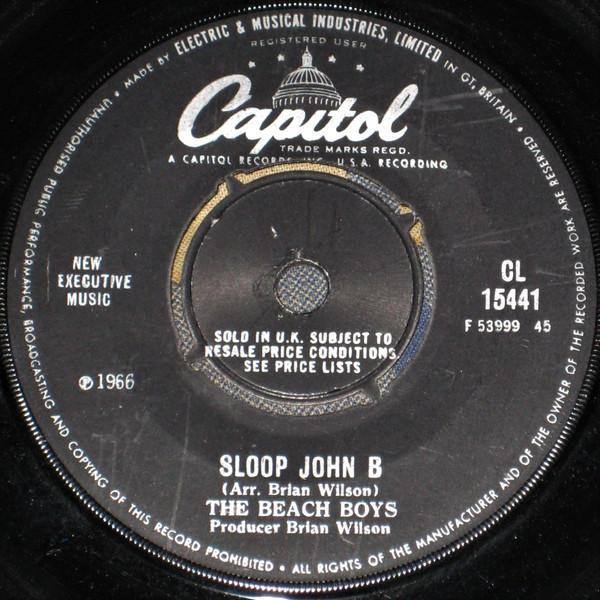 MADE BY ELECTRIC & MUSICAL INDUSTRIES, LIMITED IN GT. BRITAIN •
REGISTERED USER
Capitol
TRADE MARKS REGD.
A CAPITOL RECORDS, INC., U.S.A. RECORDING
NEW
EXECUTIVE
MUSIC
CL
15441
F 53999 45
SOLD IN U.K. SUBJECT TO
RESALE PRICE CONDITIONS,
SEE PRICE LISTS
℗ 1966
SLOOP JOHN B
(Arr. Brian Wilson)
THE BEACH BOYS
Producer Brian Wilson
UNAUTHORISED PUBLIC PERFORMANCE, BROADCASTING AND COPYING OF THIS RECORD PROHIBITED • ALL RIGHTS OF THE MANUFACTURER AND OF THE OWNER OF THE RECORDED WORK ARE RESERVED •